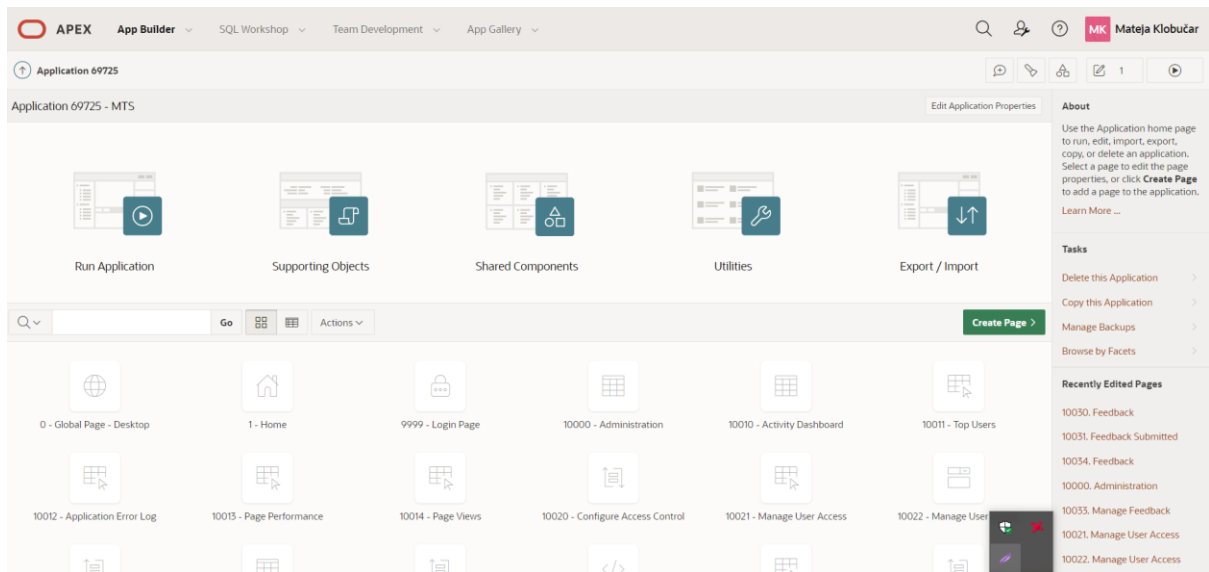 APEX App Builder SQL Workshop Team Development App Gallery MK Mateja Klobučar
Application 69725 1
Application 69725 - MTS Edit Application Properties
Run Application Supporting Objects Shared Components Utilities Export / Import
Go Actions Create Page >
0 - Global Page - Desktop 1 - Home 9999 - Login Page 10000 - Administration 10010 - Activity Dashboard 10011 - Top Users
10012 - Application Error Log 10013 - Page Performance 10014 - Page Views 10020 - Configure Access Control 10021 - Manage User Access 10022 - Manage User
About
Use the Application home page
to run, edit, import, export,
copy, or delete an application.
Select a page to edit the page
properties, or click Create Page
to add a page to the application.
Learn More ...
Tasks
Delete this Application
Copy this Application
Manage Backups
Browse by Facets
Recently Edited Pages
10030. Feedback
10031. Feedback Submitted
10034. Feedback
10000. Administration
10033. Manage Feedback
10021. Manage User Access
10022. Manage User Access